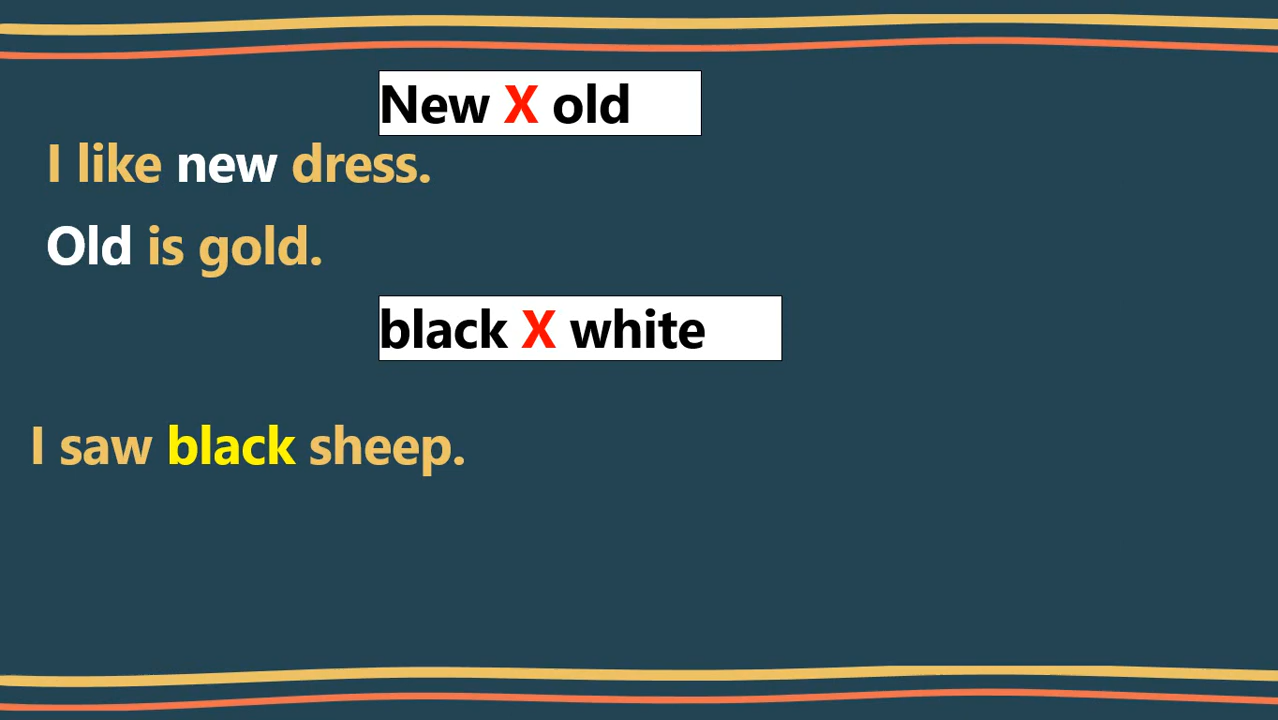 New X old
I like new dress.
Old is gold.
black X white
I saw black sheep.